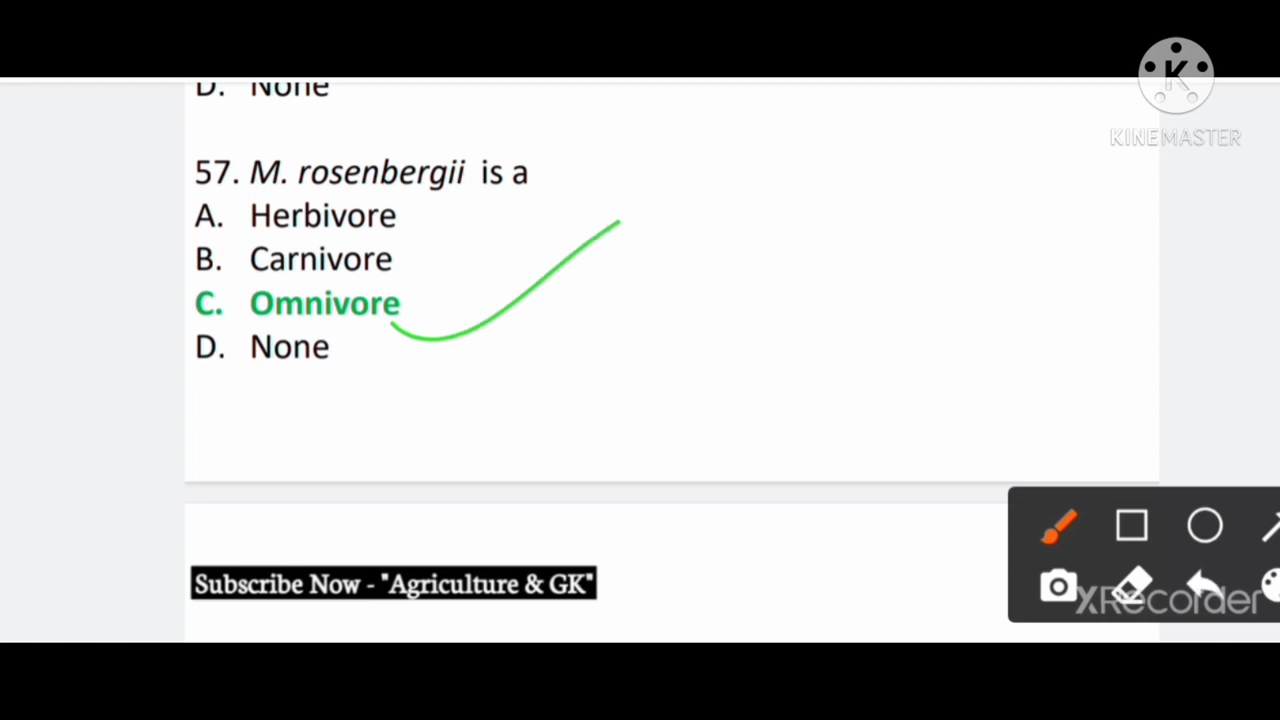 D. None
KINEMASTER
57. M. rosenbergii is a
A. Herbivore
B. Carnivore
C. Omnivore
D. None
Subscribe Now - "Agriculture & GK"
XRecorder